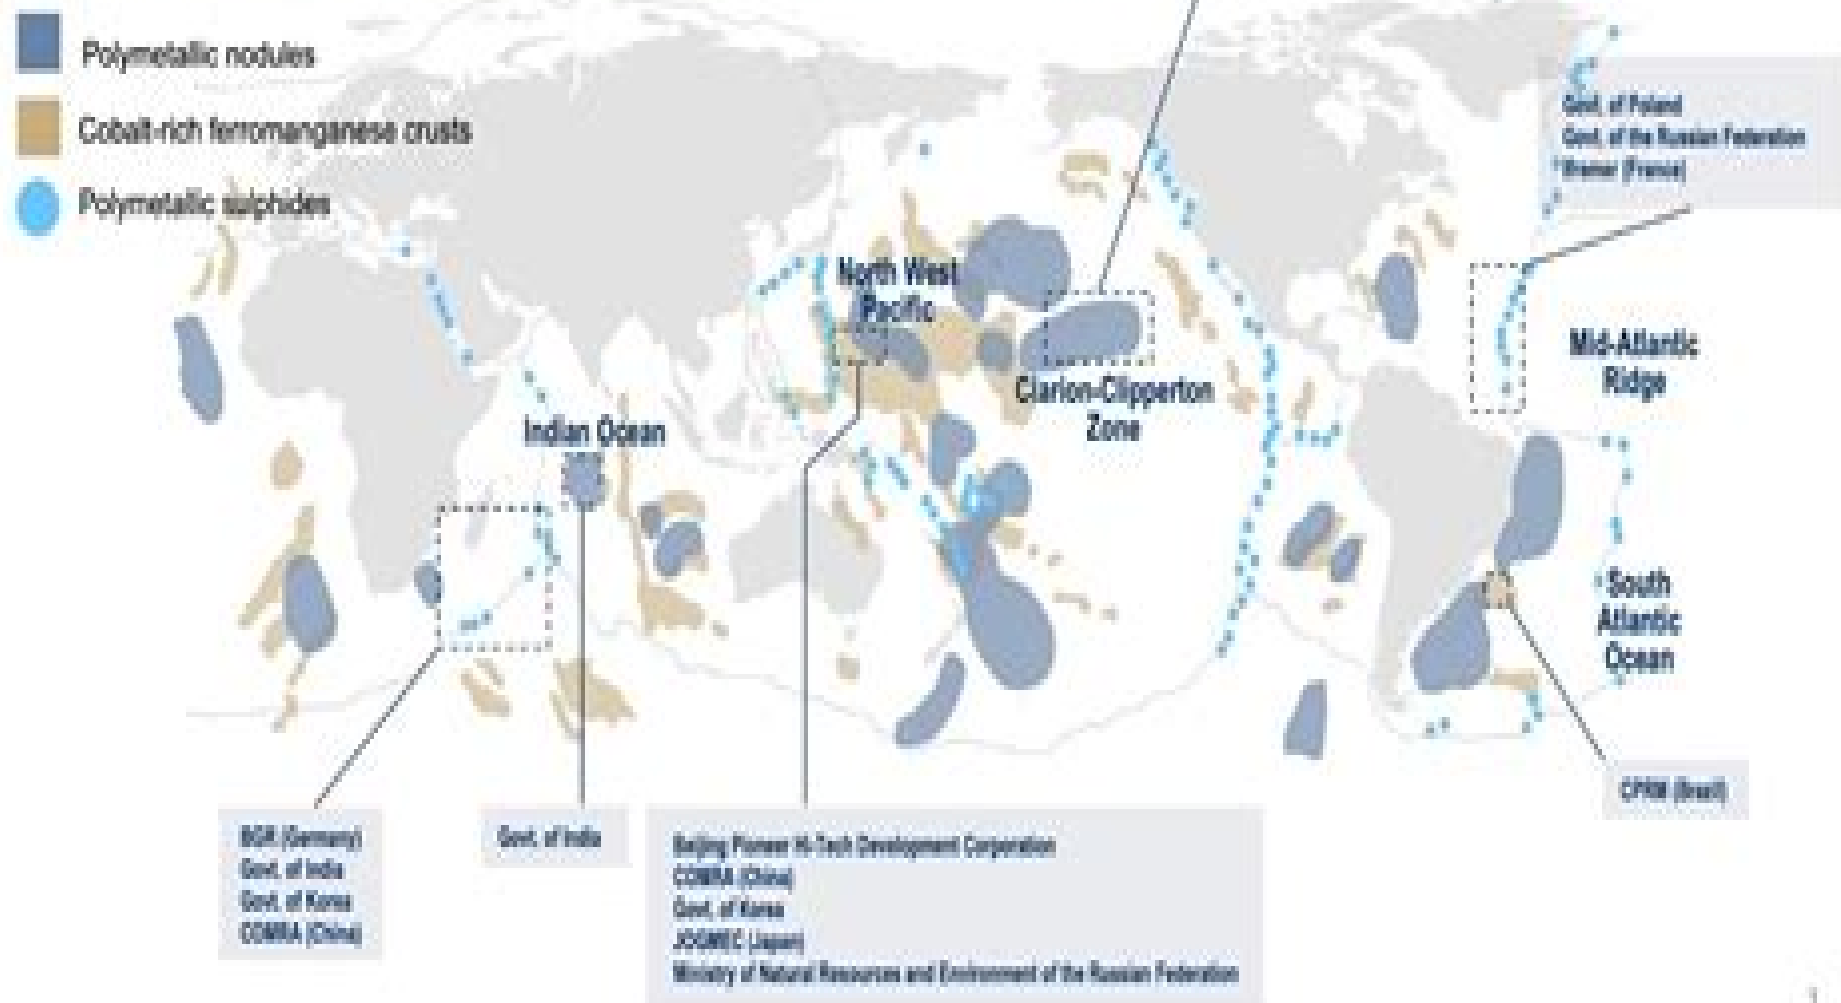 Polymetallic nodules
Cobalt-rich ferromanganese crusts
Polymetallic sulphides
Govt. of Poland
Govt. of the Russian Federation
Ifremer (France)
North West
Pacific
Mid-Atlantic
Ridge
Clarion-Clipperton
Zone
Indian Ocean
South
Atlantic
Ocean
CPRM (Brasil)
BGR (Germany)
Govt. of India
Govt. of Korea
COMRA (China)
Govt. of India
Beijing Pioneer Hi-Tech Development Corporation
COMRA (China)
Govt. of Korea
JOGMEC (Japan)
Ministry of Natural Resources and Environment of the Russian Federation